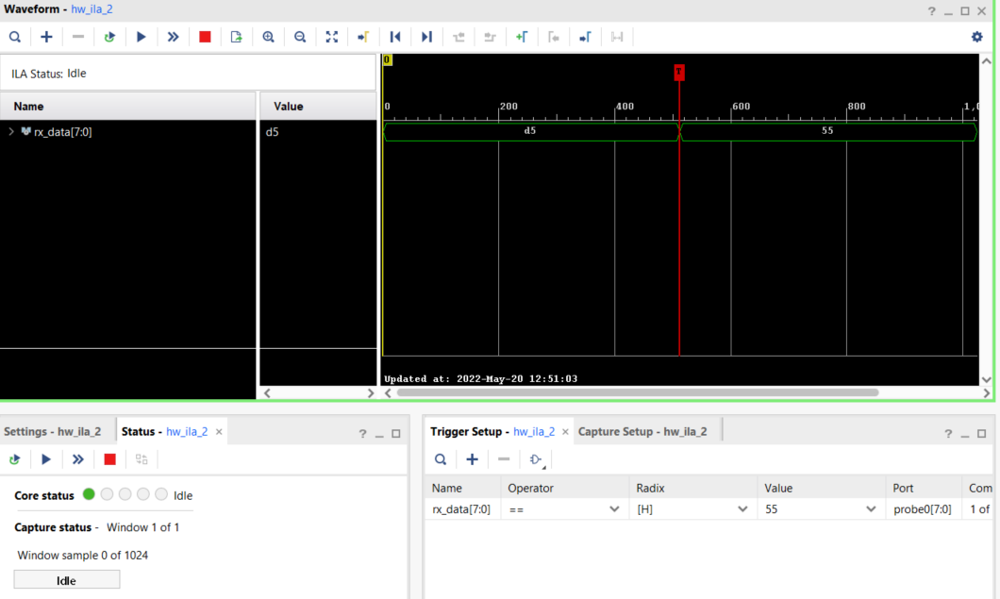 Waveform - hw_ila_2
ILA Status: Idle
Name Value
rx_data[7:0] d5
0
T
0 200 400 600 800 1,0
d5 55
Updated at: 2022-May-20 12:51:03
Settings - hw_ila_2 Status - hw_ila_2
Core status Idle
Capture status - Window 1 of 1
Window sample 0 of 1024
Idle
Trigger Setup - hw_ila_2 Capture Setup - hw_ila_2
Name Operator Radix Value Port Com
rx_data[7:0] == [H] 55 probe0[7:0] 1 of